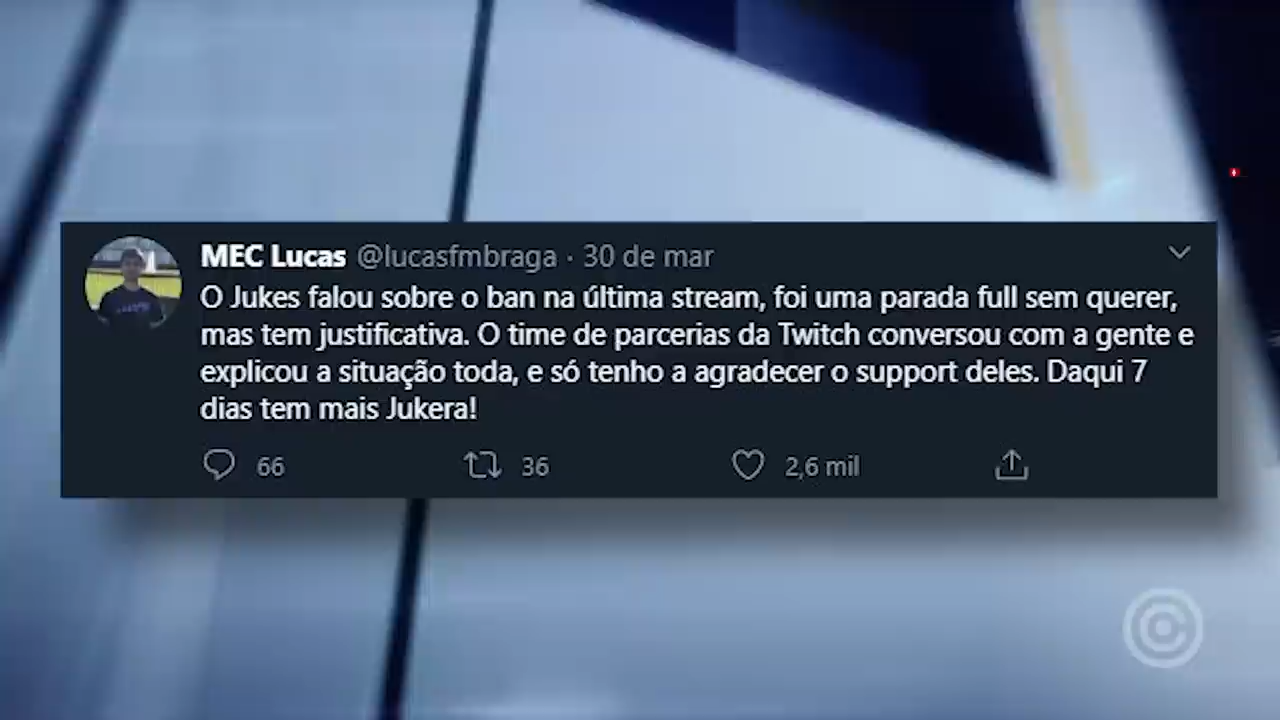 MEC Lucas @lucasfmbraga · 30 de mar
O Jukes falou sobre o ban na última stream, foi uma parada full sem querer,
mas tem justificativa. O time de parcerias da Twitch conversou com a gente e
explicou a situação toda, e só tenho a agradecer o support deles. Daqui 7
dias tem mais Jukera!
66 36 2,6 mil